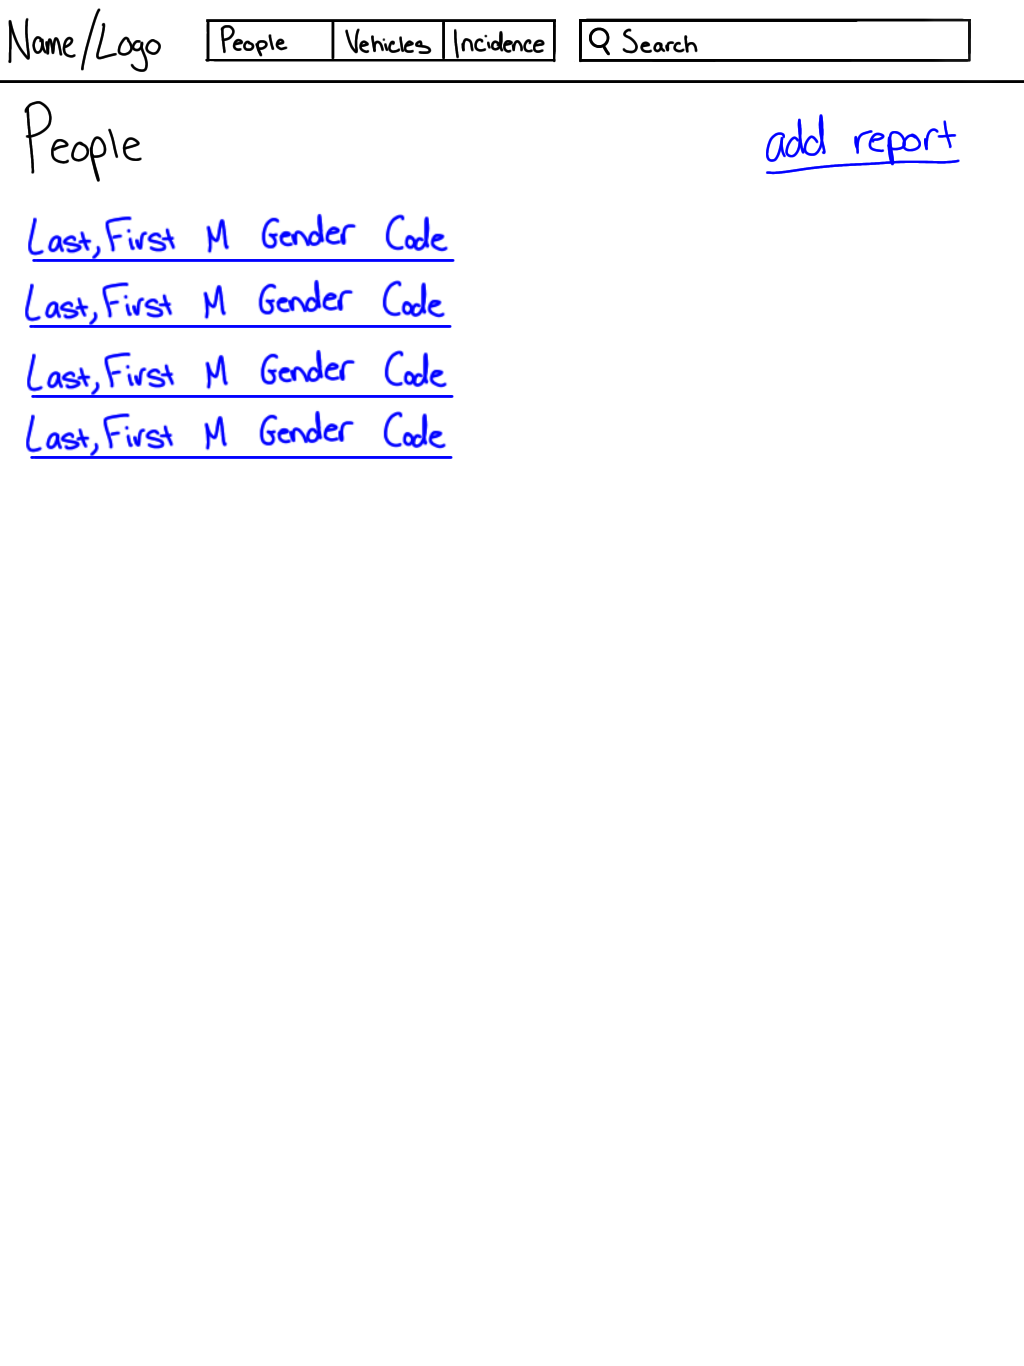 Name/Logo People Vehicles Incidence Search
People add report
Last, First M Gender Code
Last, First M Gender Code
Last, First M Gender Code
Last, First M Gender Code